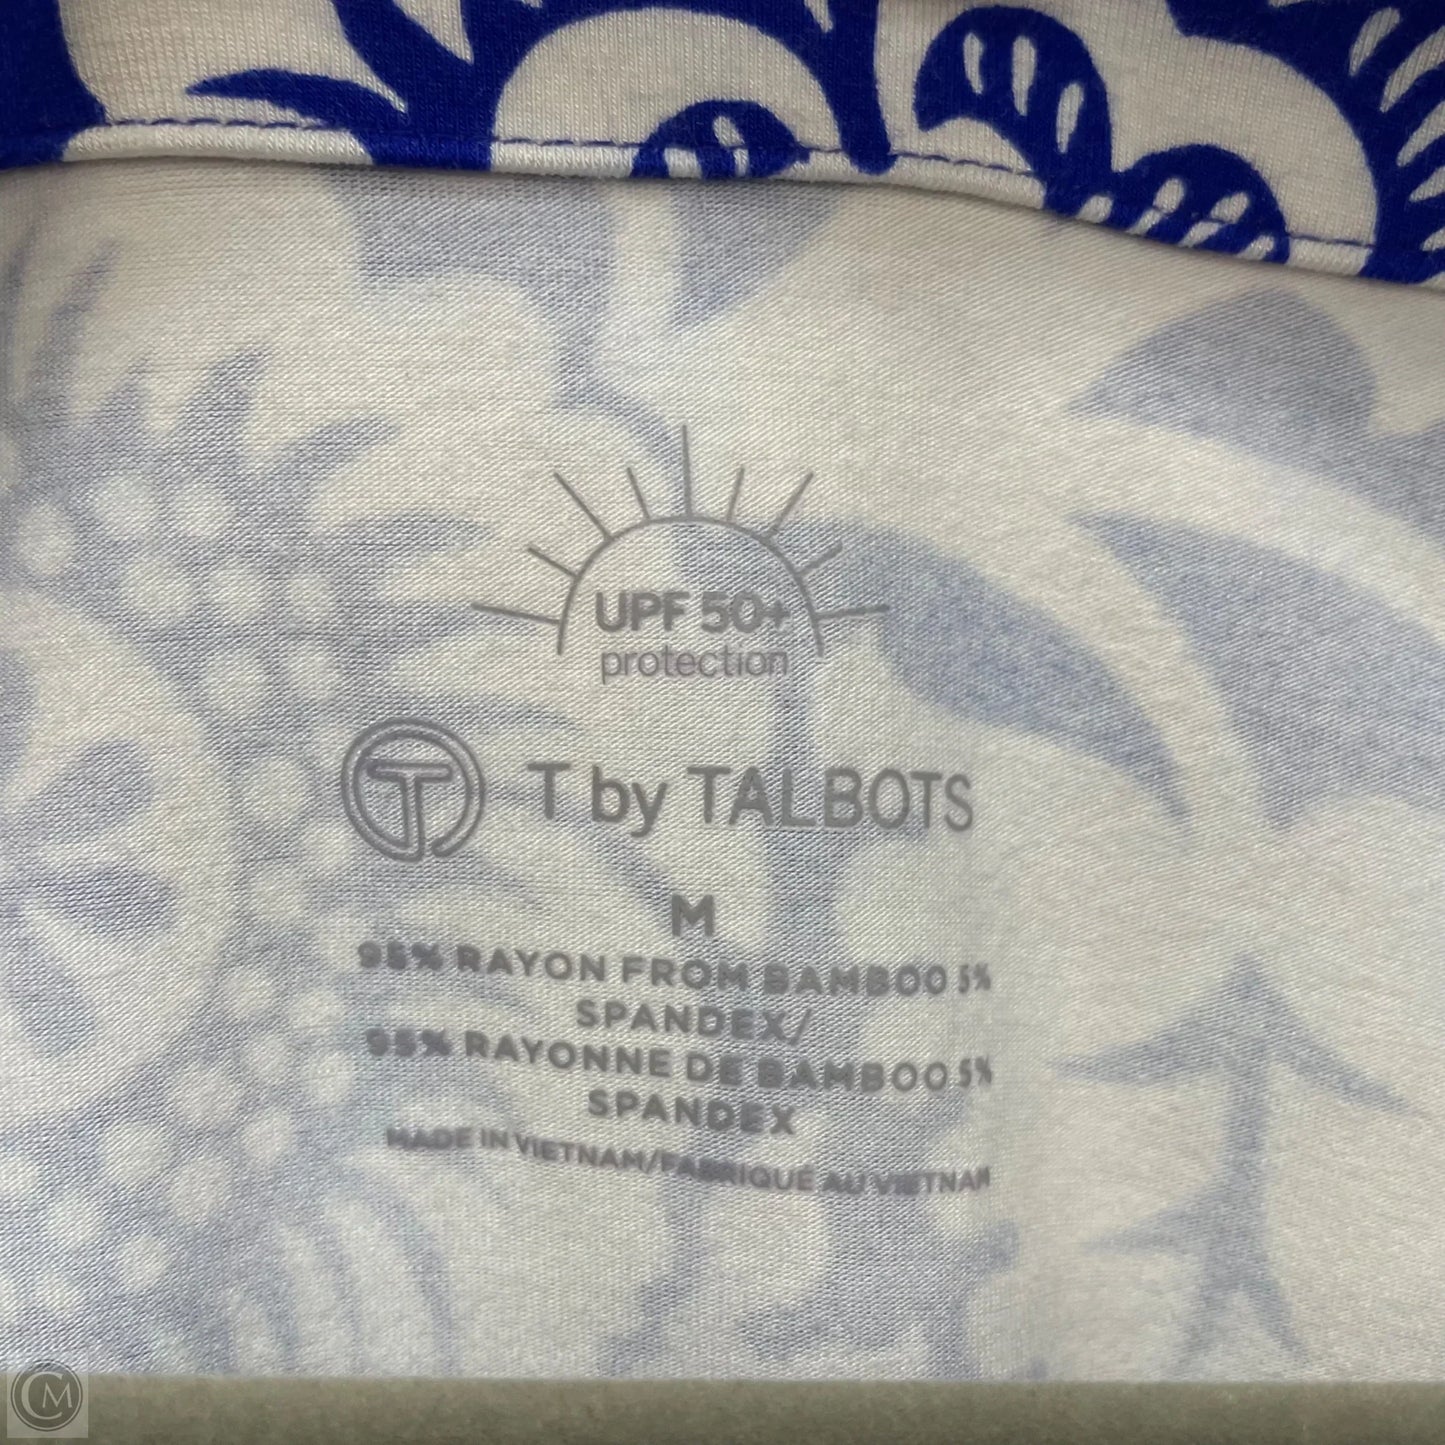 UPF 50+
protection
T T by TALBOTS
M
95% RAYON FROM BAMBOO 5%
SPANDEX/
95% RAYONNE DE BAMBOO 5%
SPANDEX
MADE IN VIETNAM/FABRIQUÉ AU VIETNAM
CM